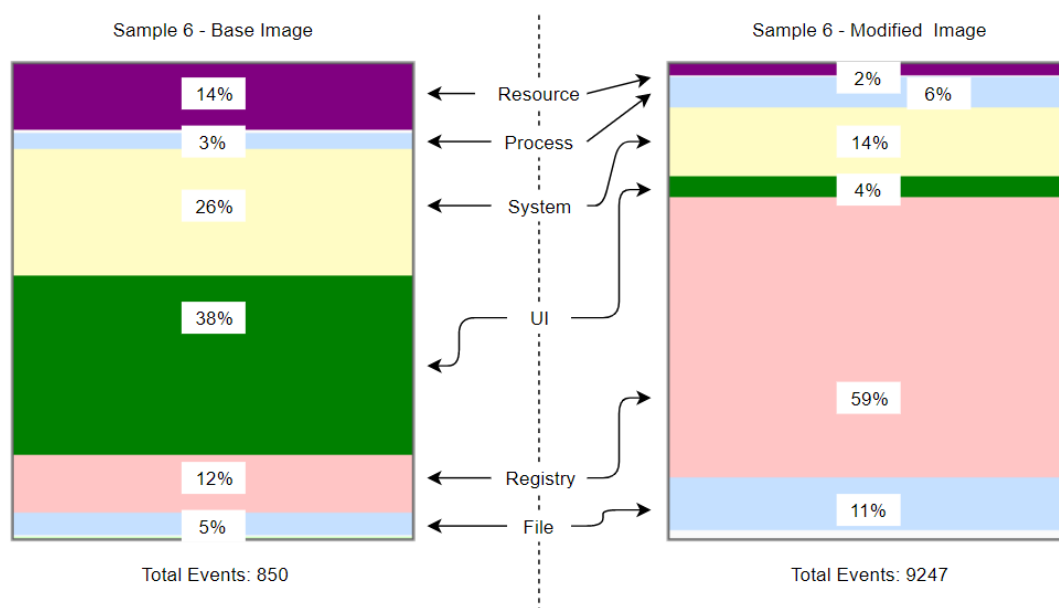 Sample 6 - Base Image
Sample 6 - Modified  Image
14%
Resource
2%
6%
3%
Process
14%
26%
System
4%
38%
UI
59%
12%
Registry
11%
5%
File
Total Events: 850
Total Events: 9247